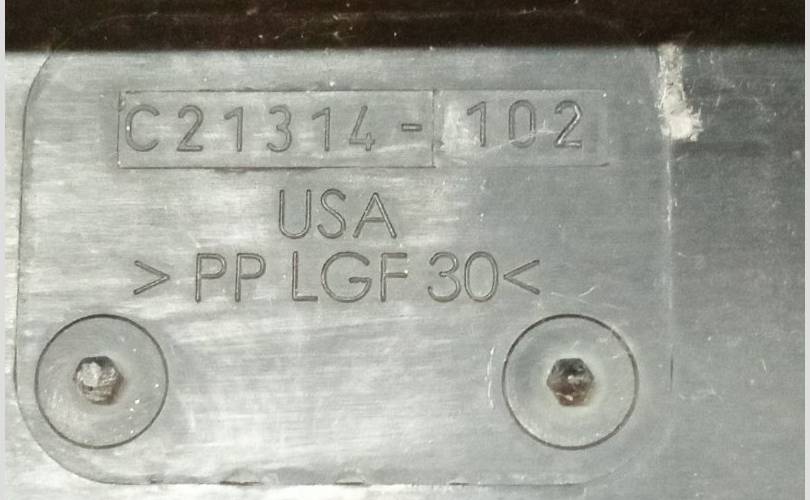 C21314-102
USA
>PP LGF 30<